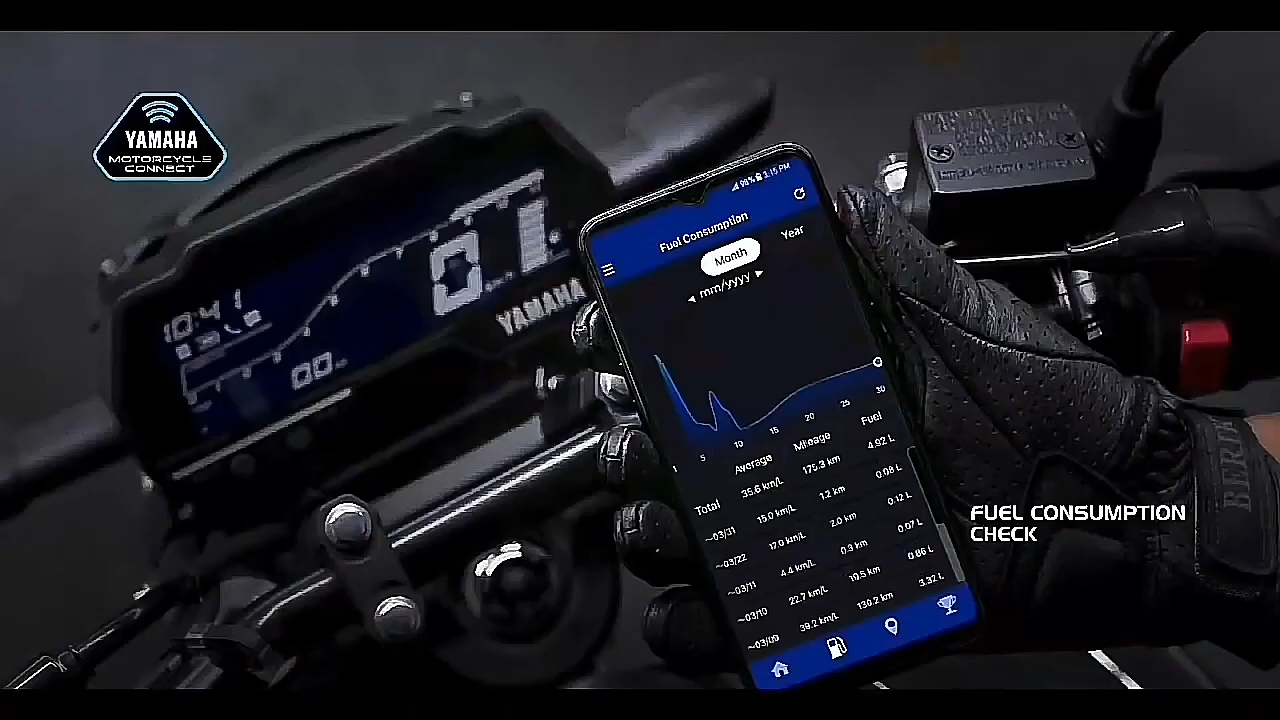 YAMAHA
MOTORCYCLE
CONNECT
98% 3:15 PM
Fuel Consumption
Month Year
mm/yyyy
1 5 10 15 20 25 30
Average Mileage Fuel
Total 35.6 km/L 175.3 km 4.92 L
~03/31 15.0 km/L 1.2 km 0.08 L
~03/22 17.0 km/L 2.0 km 0.12 L
~03/11 4.4 km/L 0.3 km 0.07 L
~03/10 22.7 km/L 19.5 km 0.86 L
~03/09 39.2 km/L 130.2 km 3.32 L
10:41
00
YAMAHA
FUEL CONSUMPTION
CHECK